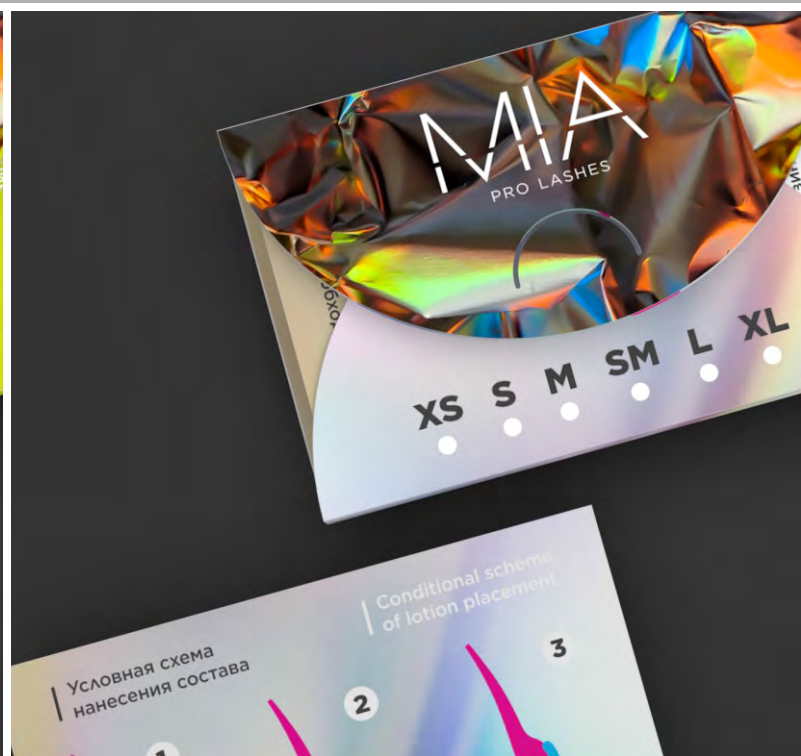 MIA
PRO LASHES
XS S M SM L XL
Условная схема
нанесения состава
Conditional scheme
of lotion placement
1
2
3